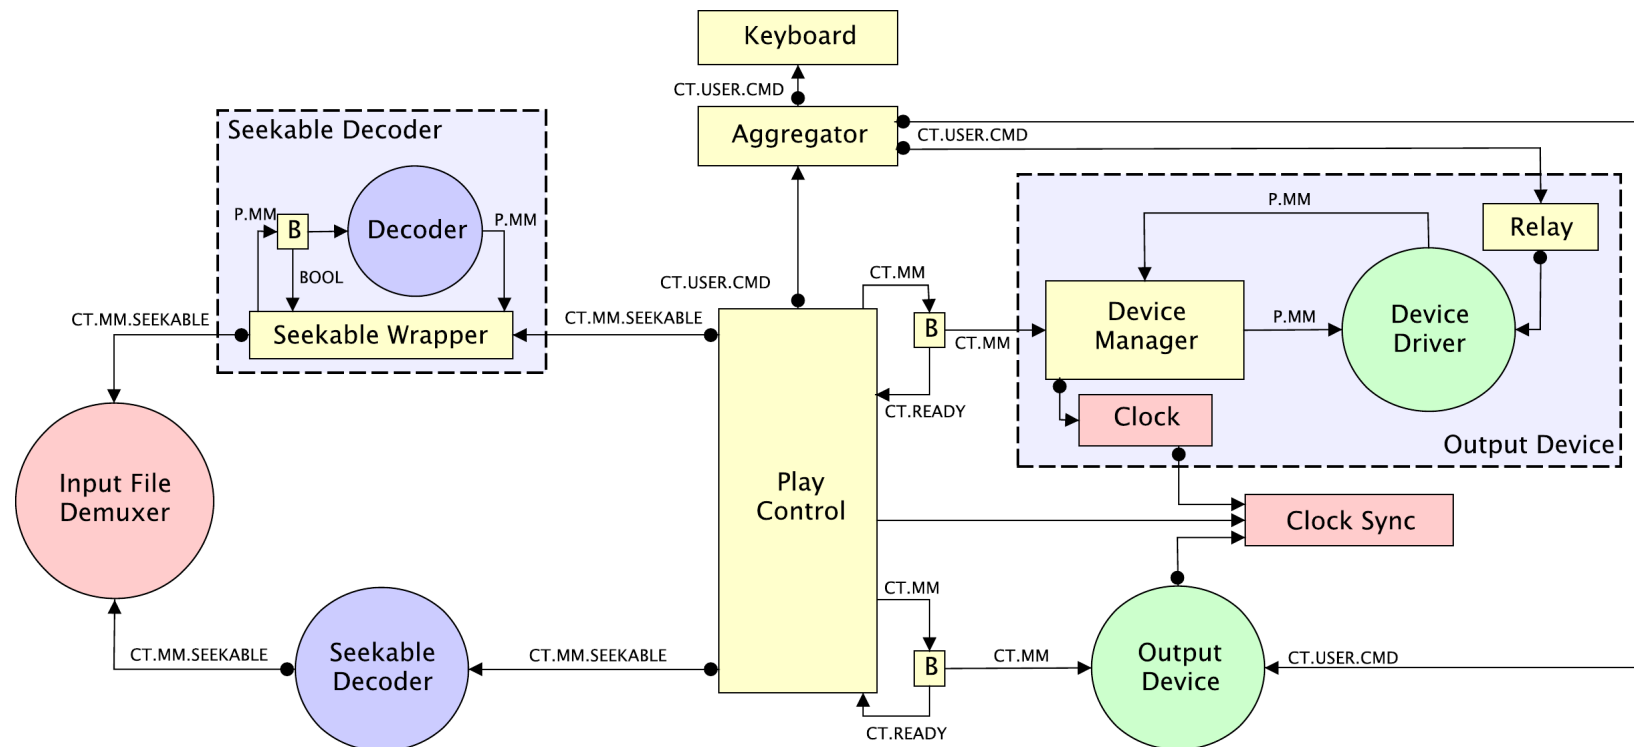 Keyboard
CT.USER.CMD
Aggregator
CT.USER.CMD
Seekable Decoder
P.MM
B
Decoder
P.MM
BOOL
CT.MM.SEEKABLE
Seekable Wrapper
CT.MM.SEEKABLE
CT.USER.CMD
CT.MM
B
CT.MM
CT.READY
P.MM
Relay
Device
Manager
P.MM
Device
Driver
Clock
Output Device
Input File
Demuxer
Play
Control
Clock Sync
CT.MM
CT.MM.SEEKABLE
Seekable
Decoder
CT.MM.SEEKABLE
B
CT.MM
Output
Device
CT.USER.CMD
CT.READY